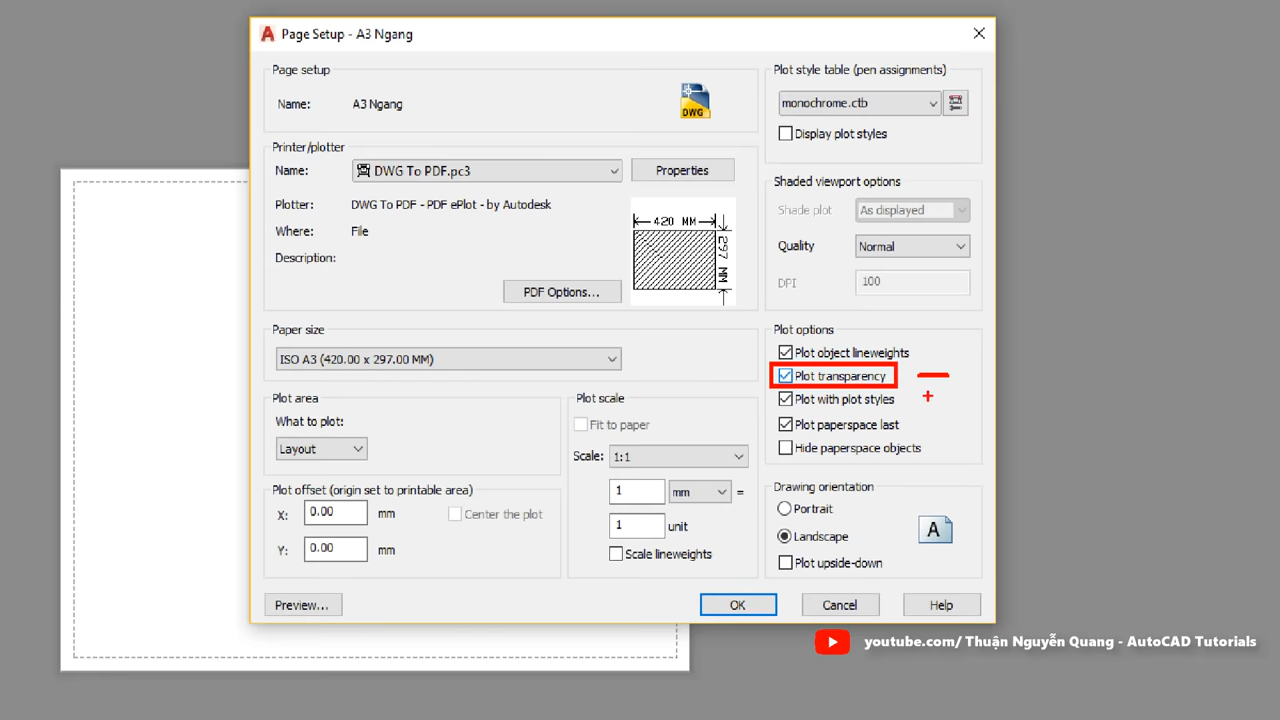 Page Setup - A3 Ngang
Page setup
Name: A3 Ngang
DWG
Printer/plotter
Name: DWG To PDF.pc3
Properties
Plotter: DWG To PDF - PDF ePlot - by Autodesk
Where: File
Description:
PDF Options...
420 MM
297 MM
Paper size
ISO A3 (420.00 x 297.00 MM)
Plot area
What to plot:
Layout
Plot offset (origin set to printable area)
X: 0.00 mm
Center the plot
Y: 0.00 mm
Plot scale
Fit to paper
Scale: 1:1
1 mm =
1 unit
Scale lineweights
Plot style table (pen assignments)
monochrome.ctb
Display plot styles
Shaded viewport options
Shade plot As displayed
Quality Normal
DPI 100
Plot options
Plot object lineweights
Plot transparency
Plot with plot styles
+
Plot paperspace last
Hide paperspace objects
Drawing orientation
Portrait
Landscape
A
Plot upside-down
Preview...
OK
Cancel
Help
youtube.com/ Thuận Nguyễn Quang - AutoCAD Tutorials